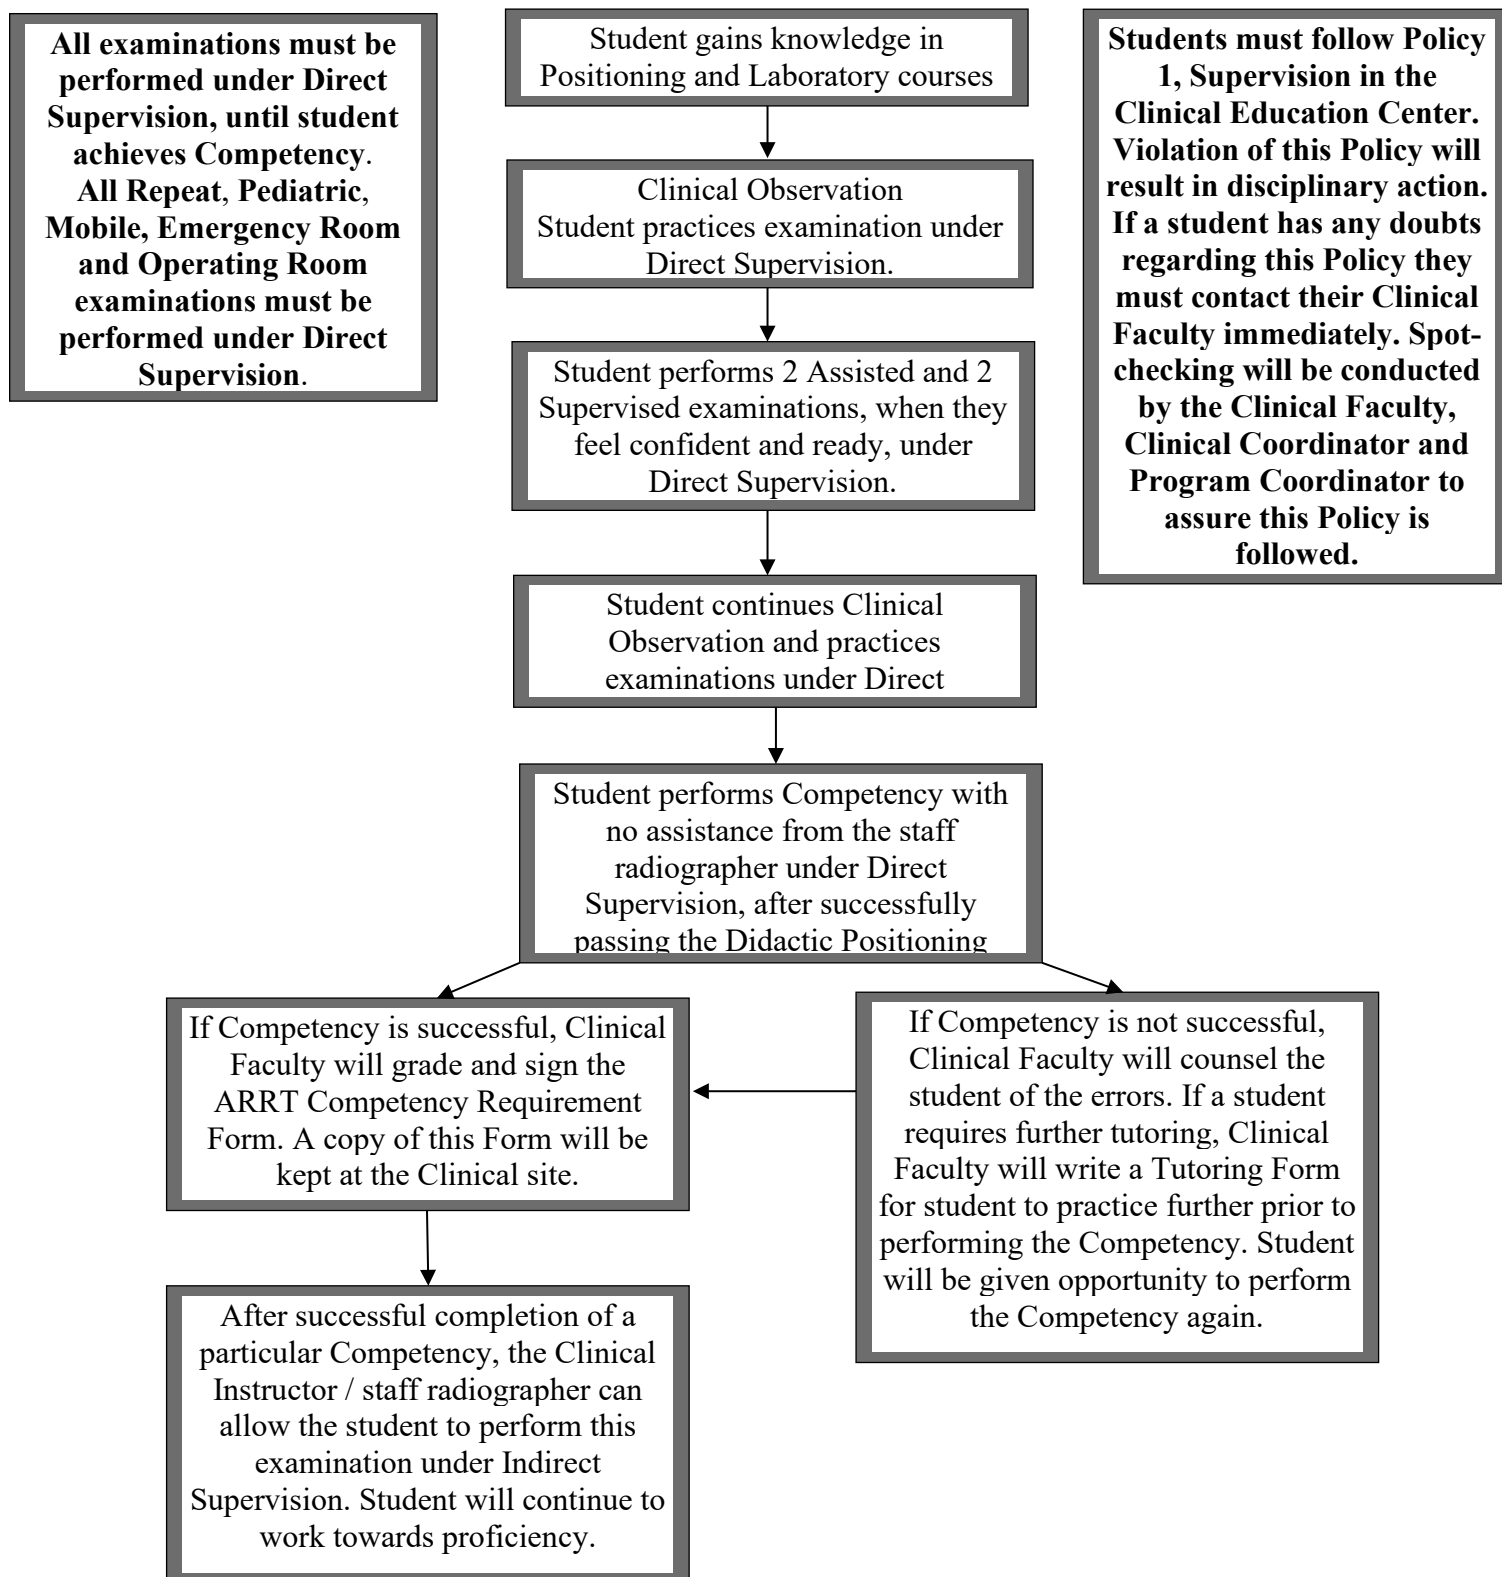 All examinations must be
performed under Direct
Supervision, until student
achieves Competency.
All Repeat, Pediatric,
Mobile, Emergency Room
and Operating Room
examinations must be
performed under Direct
Supervision.
Student gains knowledge in
Positioning and Laboratory courses
Students must follow Policy
1, Supervision in the
Clinical Education Center.
Violation of this Policy will
result in disciplinary action.
If a student has any doubts
regarding this Policy they
must contact their Clinical
Faculty immediately. Spot-
checking will be conducted
by the Clinical Faculty,
Clinical Coordinator and
Program Coordinator to
assure this Policy is
followed.
Clinical Observation
Student practices examination under
Direct Supervision.
Student performs 2 Assisted and 2
Supervised examinations, when they
feel confident and ready, under
Direct Supervision.
Student continues Clinical
Observation and practices
examinations under Direct
Student performs Competency with
no assistance from the staff
radiographer under Direct
Supervision, after successfully
passing the Didactic Positioning
If Competency is successful, Clinical
Faculty will grade and sign the
ARRT Competency Requirement
Form. A copy of this Form will be
kept at the Clinical site.
If Competency is not successful,
Clinical Faculty will counsel the
student of the errors. If a student
requires further tutoring, Clinical
Faculty will write a Tutoring Form
for student to practice further prior to
performing the Competency. Student
will be given opportunity to perform
the Competency again.
After successful completion of a
particular Competency, the Clinical
Instructor / staff radiographer can
allow the student to perform this
examination under Indirect
Supervision. Student will continue to
work towards proficiency.